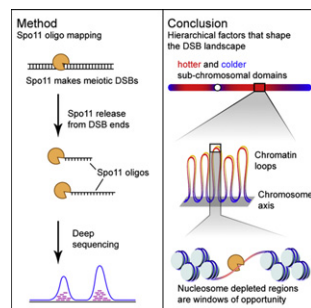 Method
Spo11 oligo mapping
Spo11 makes meiotic DSBs
Spo11 release
from DSB ends
Spo11 oligos
Deep
sequencing
Conclusion
Hierarchical factors that shape
the DSB landscape
hotter and colder
sub-chromosomal domains
Chromatin
loops
Chromosome
axis
Nucleosome depleted regions
are windows of opportunity